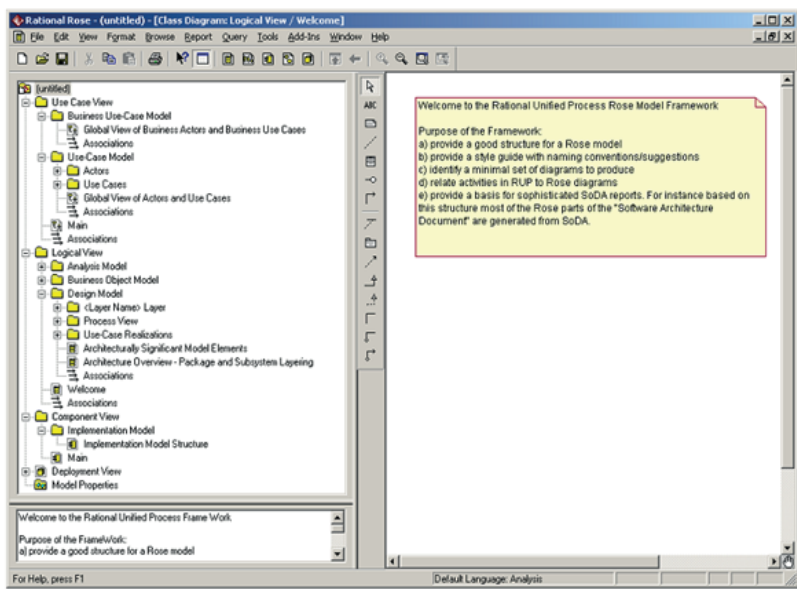 Rational Rose - (untitled) - [Class Diagram: Logical View / Welcome]
File Edit View Format Browse Report Query Tools Add-Ins Window Help
(untitled)
Use Case View
Business Use-Case Model
Global View of Business Actors and Business Use Cases
Associations
Use-Case Model
Actors
Use Cases
Global View of Actors and Use Cases
Associations
Main
Associations
Logical View
Analysis Model
Business Object Model
Design Model
<Layer Name> Layer
Process View
Use-Case Realizations
Architecturally Significant Model Elements
Architecture Overview - Package and Subsystem Layering
Associations
Welcome
Associations
Component View
Implementation Model
Implementation Model Structure
Main
Deployment View
Model Properties
Welcome to the Rational Unified Process Frame Work.
Purpose of the FrameWork:
a) provide a good structure for a Rose model
ABC
Welcome to the Rational Unified Process Rose Model Framework
Purpose of the Framework:
a) provide a good structure for a Rose model
b) provide a style guide with naming conventions/suggestions
c) identify a minimal set of diagrams to produce
d) relate activities in RUP to Rose diagrams
e) provide a basis for sophisticated SoDA reports. For instance based on
this structure most of the Rose parts of the "Software Architecture
Document" are generated from SoDA.
For Help, press F1
Default Language: Analysis